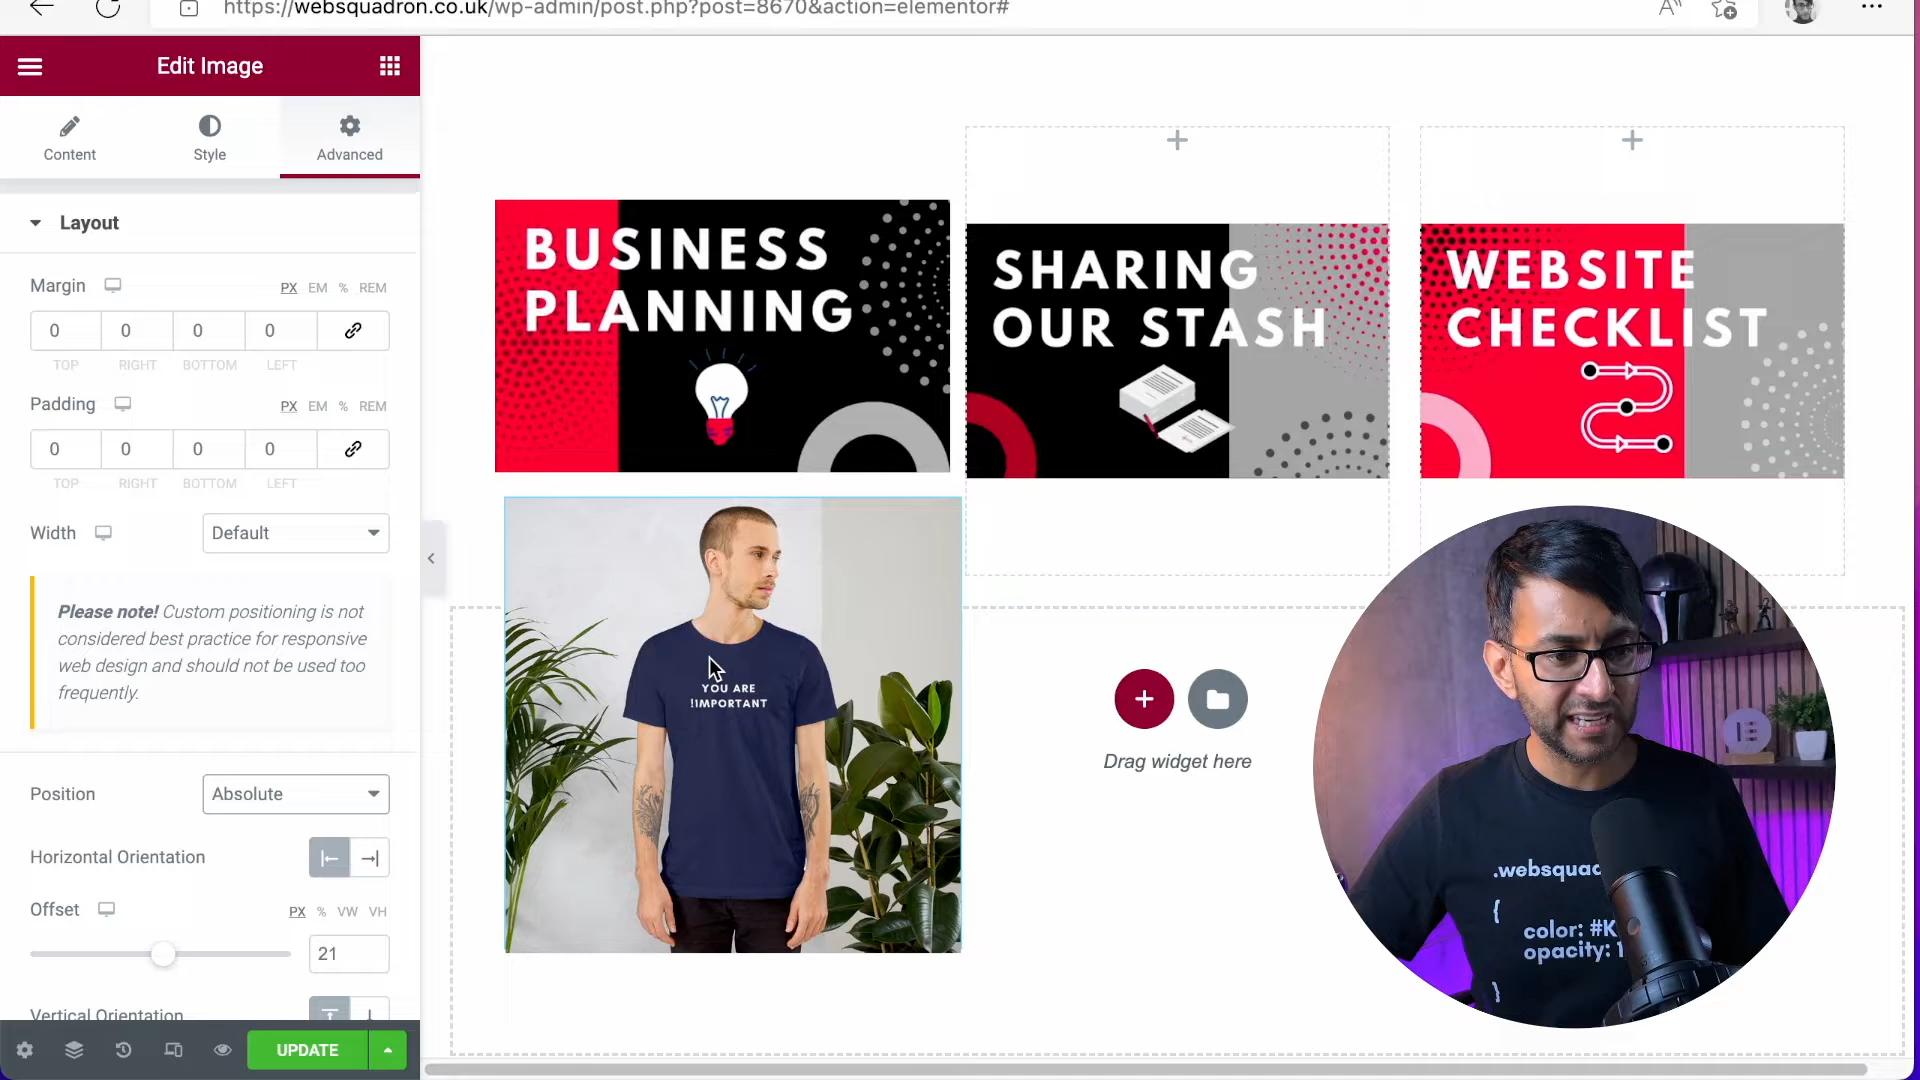 https://websquadron.co.uk/wp-admin/post.php?post=8670&action=elementor#
Edit Image
Content
Style
Advanced
Layout
Margin
PX EM % REM
0 0 0 0
TOP RIGHT BOTTOM LEFT
Padding
PX EM % REM
0 0 0 0
TOP RIGHT BOTTOM LEFT
Width
Default
Please note! Custom positioning is not
considered best practice for responsive
web design and should not be used too
frequently.
Position
Absolute
Horizontal Orientation
Offset
PX % VW VH
21
Vertical Orientation
UPDATE
BUSINESS
PLANNING
SHARING
OUR STASH
WEBSITE
CHECKLIST
YOU ARE
!IMPORTANT
Drag widget here
.websquad
{
color: #K
opacity: 1
}